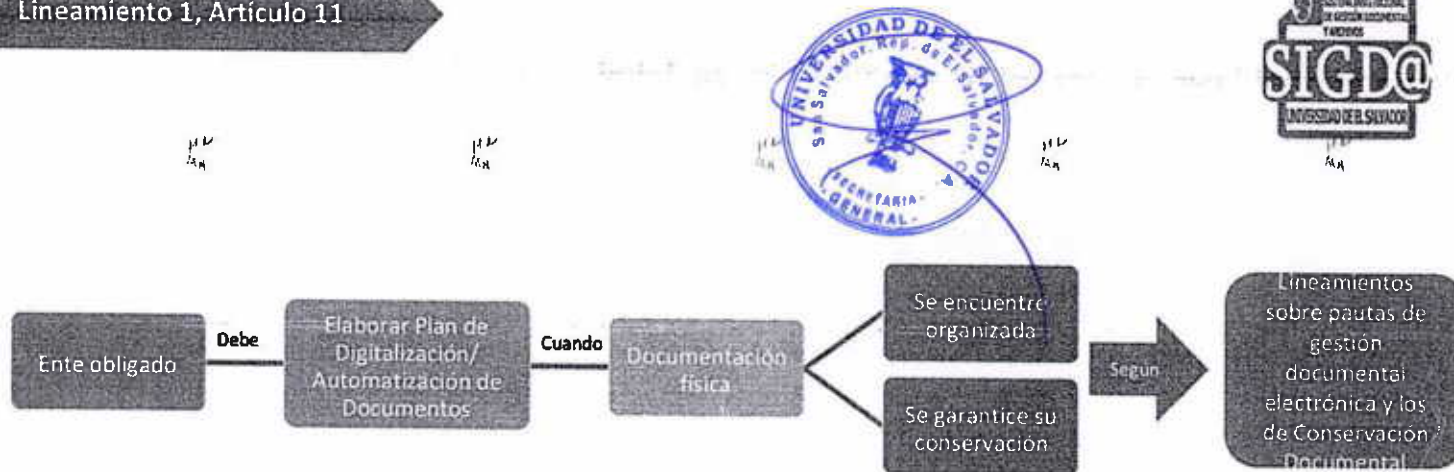 Lineamiento 1, Artículo 11
SIGD@
UNIVERSIDAD DE EL SALVADOR
UNIVERSIDAD DE EL SALVADOR
San Salvador. Rep. de El Salvador. C. A
SECRETARIA
GENERAL
Ente obligado
Debe
Elaborar Plan de
Digitalización/
Automatización de
Documentos
Cuando
Documentación
física
Se encuentre
organizada
Se garantice su
conservación
Según
Lineamientos
sobre pautas de
gestión
documental
electrónica y los
de Conservación
Documental